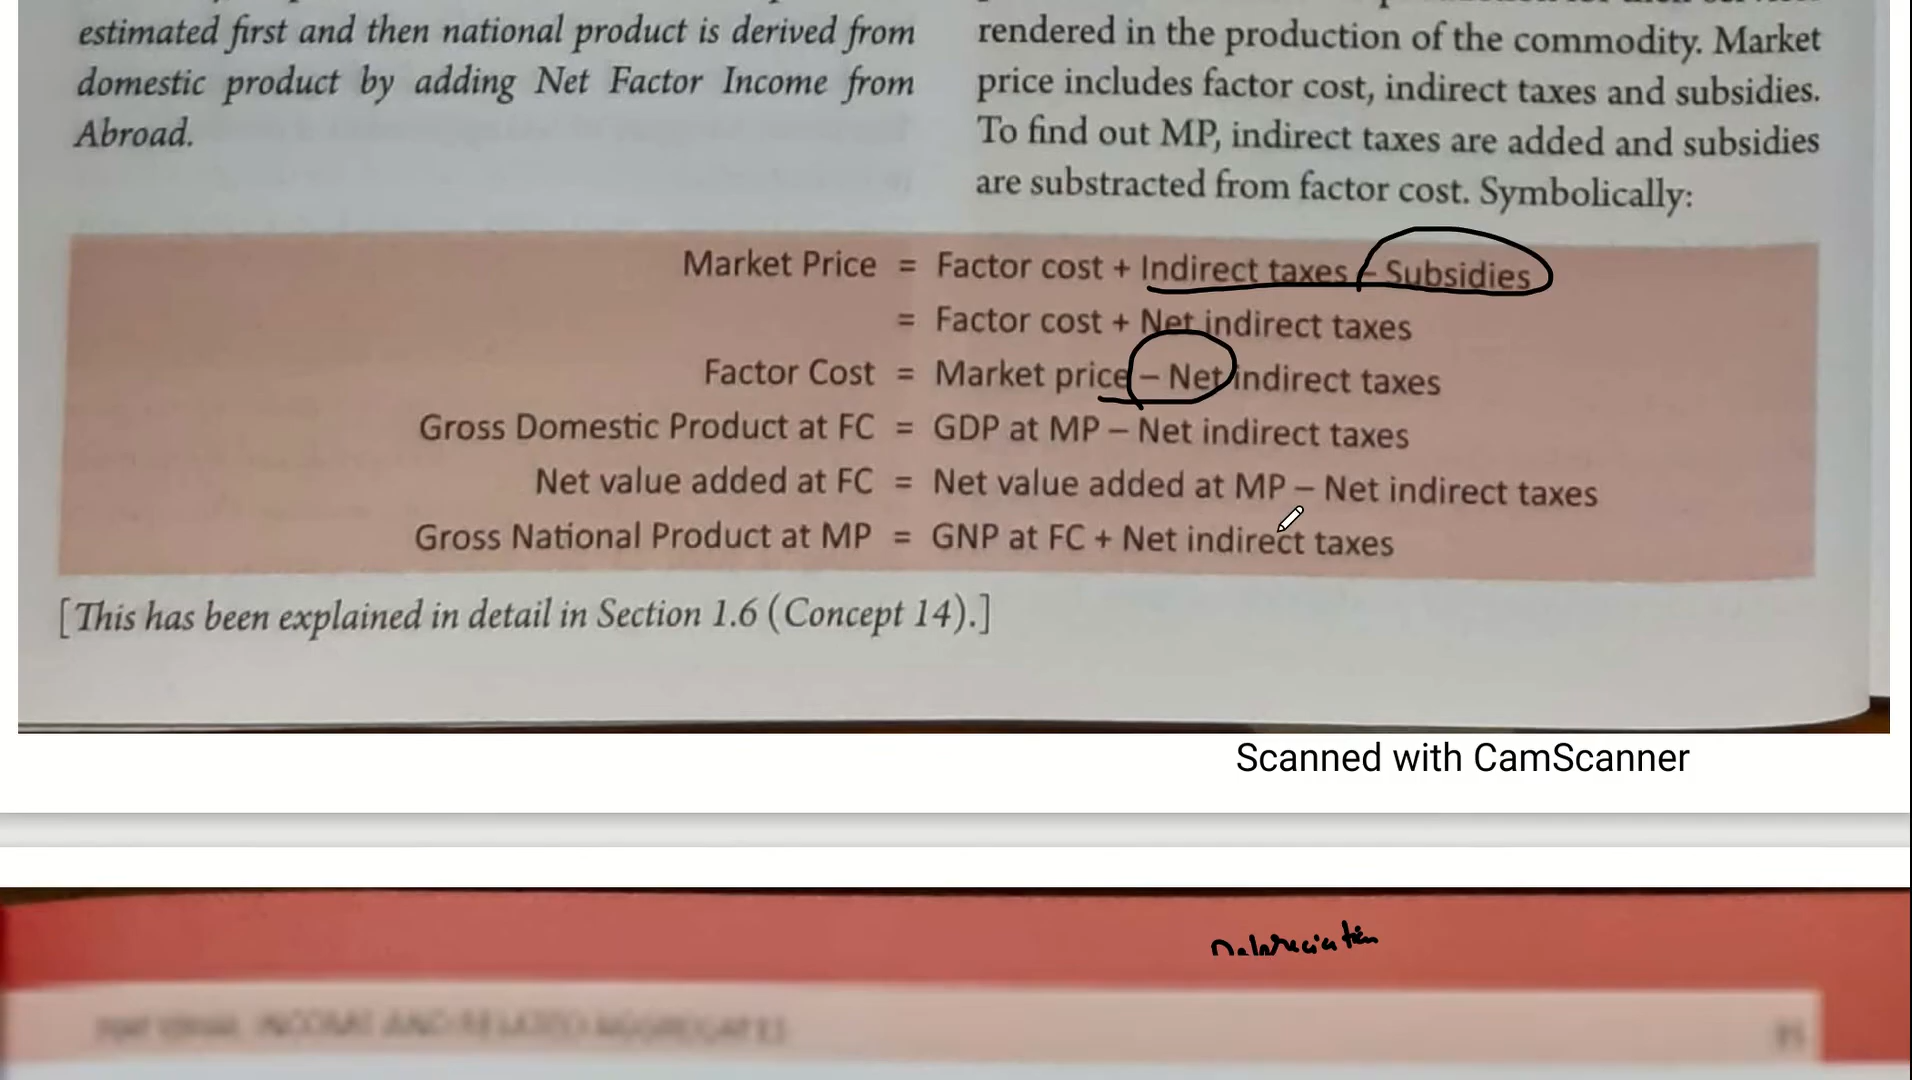 estimated first and then national product is derived from
domestic product by adding Net Factor Income from
Abroad.
rendered in the production of the commodity. Market
price includes factor cost, indirect taxes and subsidies.
To find out MP, indirect taxes are added and subsidies
are substracted from factor cost. Symbolically:
Market Price = Factor cost + Indirect taxes – Subsidies
= Factor cost + Net indirect taxes
Factor Cost = Market price – Net indirect taxes
Gross Domestic Product at FC = GDP at MP – Net indirect taxes
Net value added at FC = Net value added at MP – Net indirect taxes
Gross National Product at MP = GNP at FC + Net indirect taxes
[This has been explained in detail in Section 1.6 (Concept 14).]
Scanned with CamScanner
INCOME AND RELATED AGGREGATES